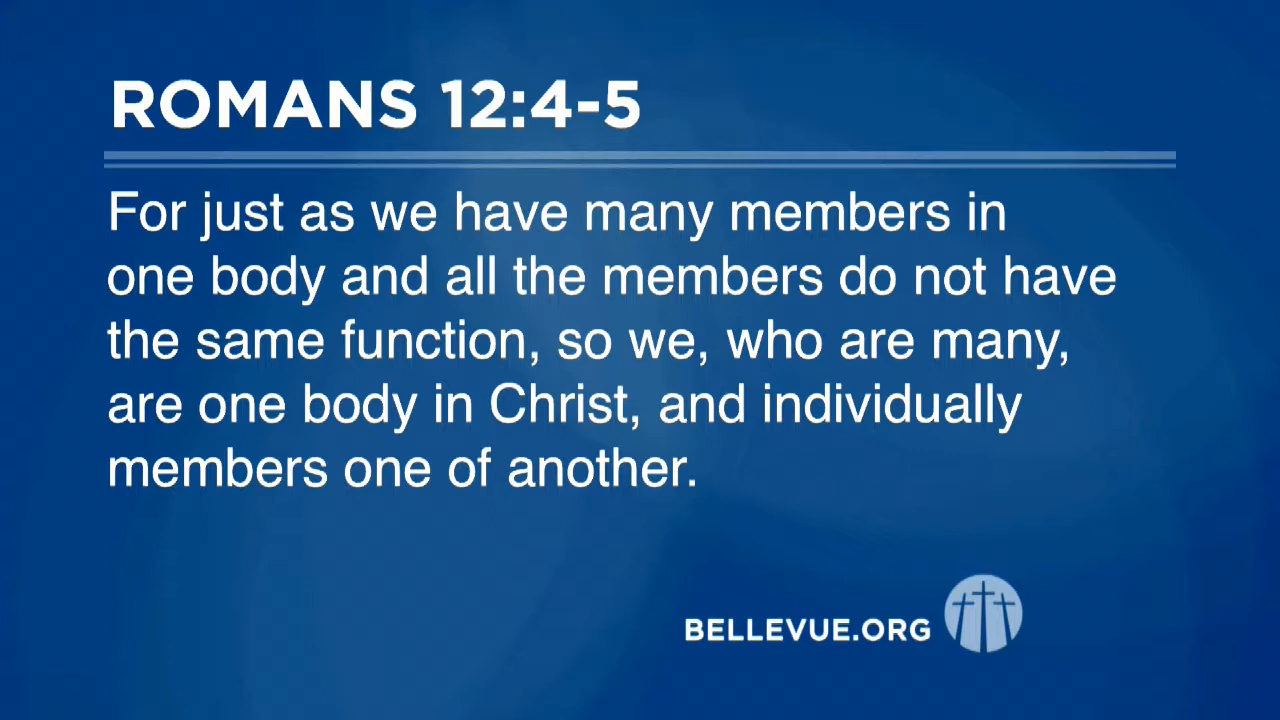 ROMANS 12:4-5
For just as we have many members in
one body and all the members do not have
the same function, so we, who are many,
are one body in Christ, and individually
members one of another.
BELLEVUE.ORG